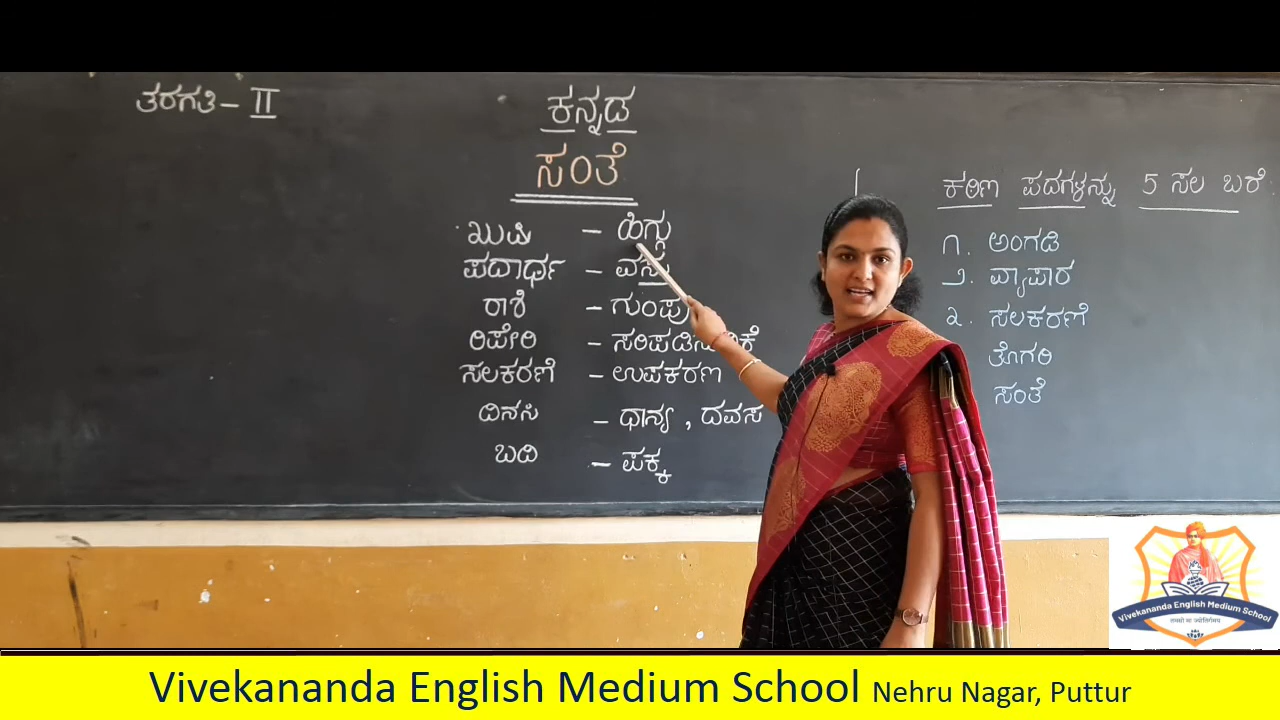 ತರಗತಿ – II
ಕನ್ನಡ
ಸಂತೆ
ಖುಷಿ – ಹಿಗ್ಗು
ಪದಾರ್ಥ – ವಸ್ತು
ರಾಶಿ – ಗುಂಪು
ರಿಪೇರಿ –
ಸಲಕರಣೆ – ಉಪಕರಣ
ದಿನಸಿ – ಧಾನ್ಯ , ದವಸ
ಬದಿ – ಪಕ್ಕ
ಕಠಿಣ ಪದಗಳನ್ನು 5 ಸಲ ಬರೆ
೧. ಅಂಗಡಿ
೨. ವ್ಯಾಪಾರ
೩. ಸಲಕರಣೆ
ತೊಗರಿ
ಸಂತೆ
Vivekananda English Medium School
Vivekananda English Medium School Nehru Nagar, Puttur